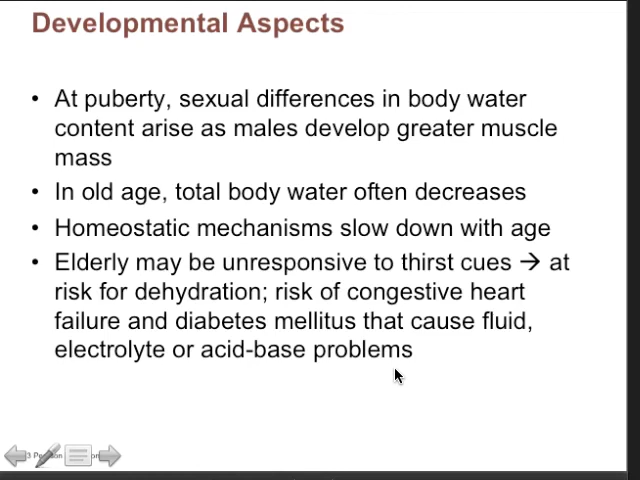 Developmental Aspects
• At puberty, sexual differences in body water
content arise as males develop greater muscle
mass
• In old age, total body water often decreases
• Homeostatic mechanisms slow down with age
• Elderly may be unresponsive to thirst cues → at
risk for dehydration; risk of congestive heart
failure and diabetes mellitus that cause fluid,
electrolyte or acid-base problems